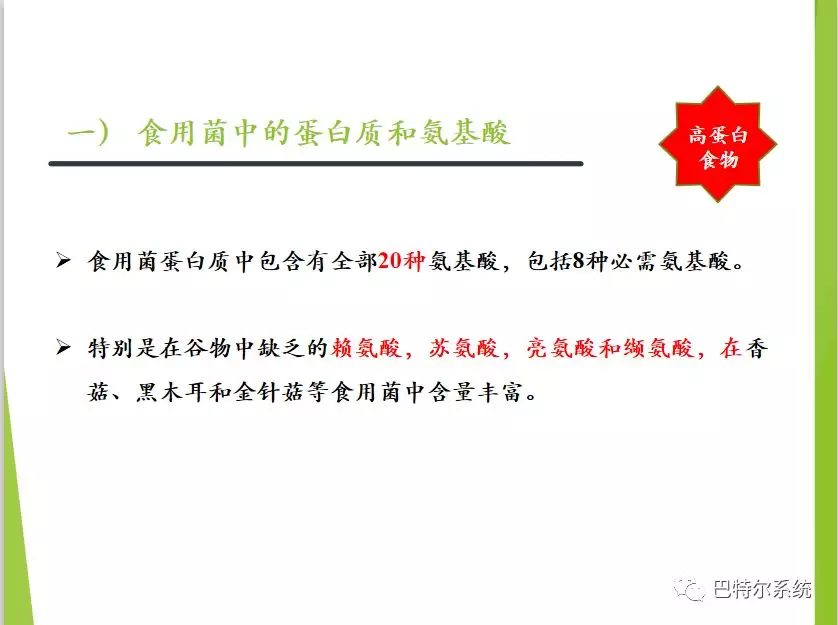 一） 食用菌中的蛋白质和氨基酸
高蛋白
食物
➢ 食用菌蛋白质中包含有全部20种氨基酸，包括8种必需氨基酸。
➢ 特别是在谷物中缺乏的赖氨酸，苏氨酸，亮氨酸和缬氨酸，在香
菇、黑木耳和金针菇等食用菌中含量丰富。
巴特尔系统